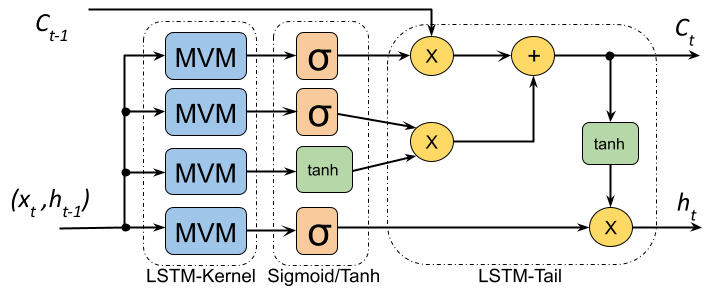 C_{t-1}
MVM
σ
X
+
C_t
MVM
σ
X
tanh
MVM
tanh
(x_t ,h_{t-1})
MVM
σ
X
h_t
LSTM-Kernel
Sigmoid/Tanh
LSTM-Tail